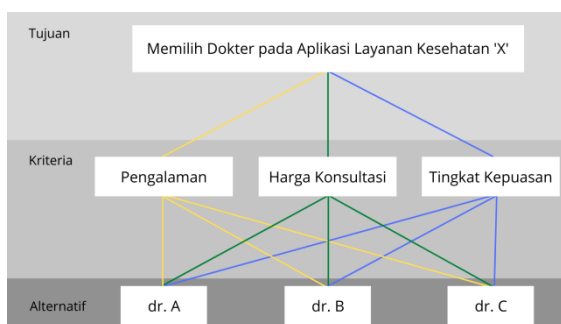 Tujuan
Memilih Dokter pada Aplikasi Layanan Kesehatan 'X'
Kriteria
Pengalaman
Harga Konsultasi
Tingkat Kepuasan
Alternatif
dr. A
dr. B
dr. C